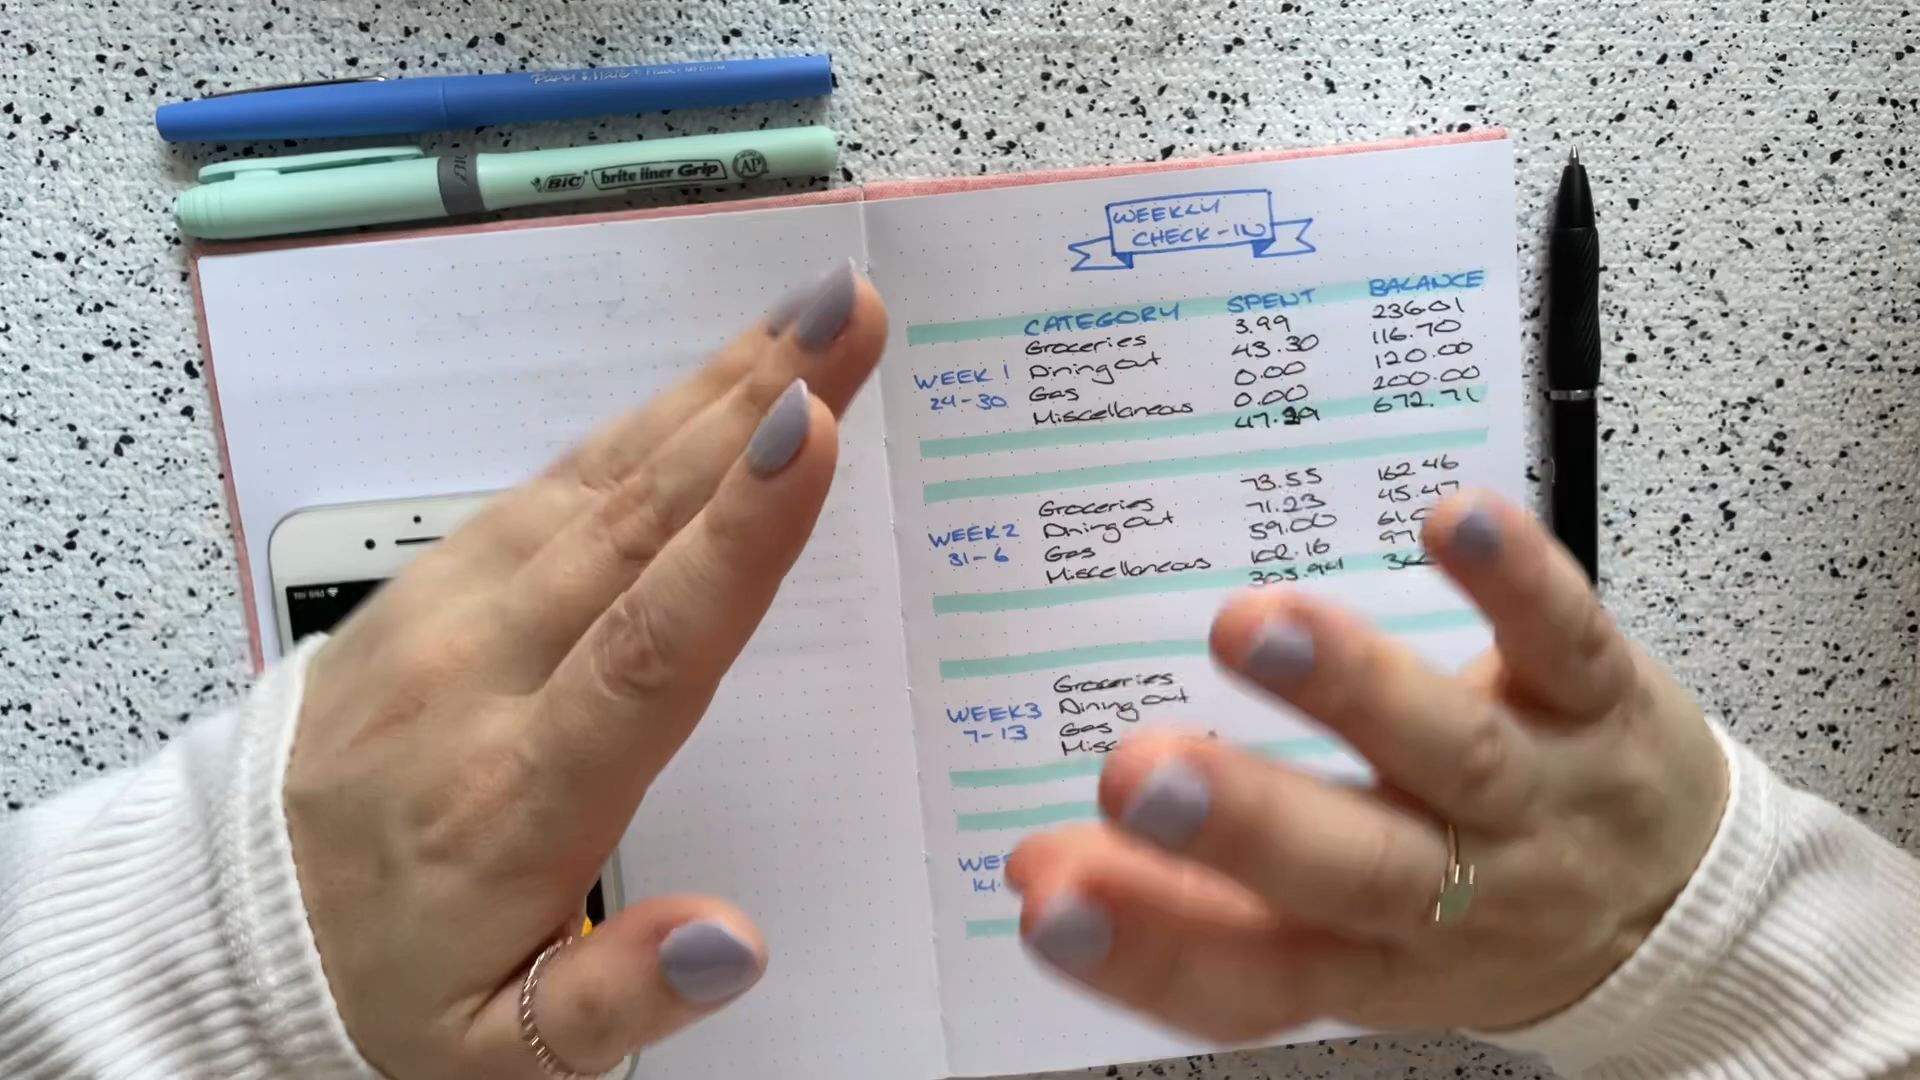 BIC brite liner Grip AP
WEEKLY
CHECK-IN
CATEGORY SPENT BALANCE
Groceries 3.99 236.01
WEEK 1 Dining out 43.30 116.70
24-30 Gas 0.00 120.00
Miscellaneous 0.00 200.00
47.29 672.71
Groceries 73.55 162.46
WEEK 2 Dining Out 71.23 45.47
31-6 Gas 59.00
Miscellaneous 102.16
305.94
Groceries
WEEK 3 Dining out
7-13 Gas